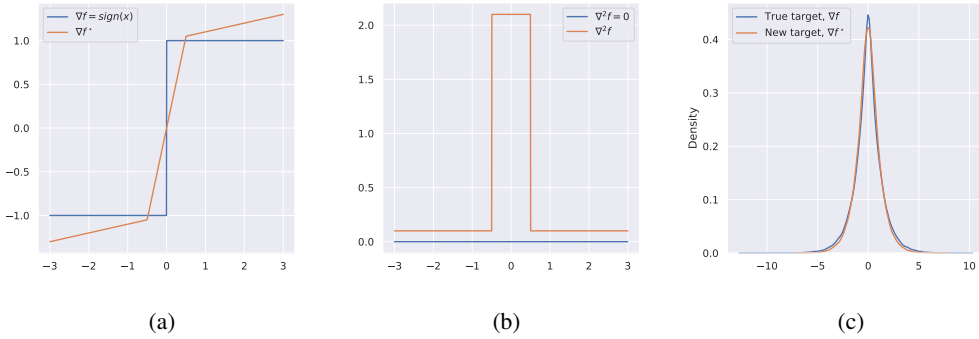 ∇f = sign(x)
∇f⋆
1.0
0.5
0.0
−0.5
−1.0
−3 −2 −1 0 1 2 3
(a)
∇²f = 0
∇²f
2.0
1.5
1.0
0.5
0.0
−3 −2 −1 0 1 2 3
(b)
True target, ∇f
New target, ∇f⋆
Density
0.4
0.3
0.2
0.1
0.0
−10 −5 0 5 10
(c)